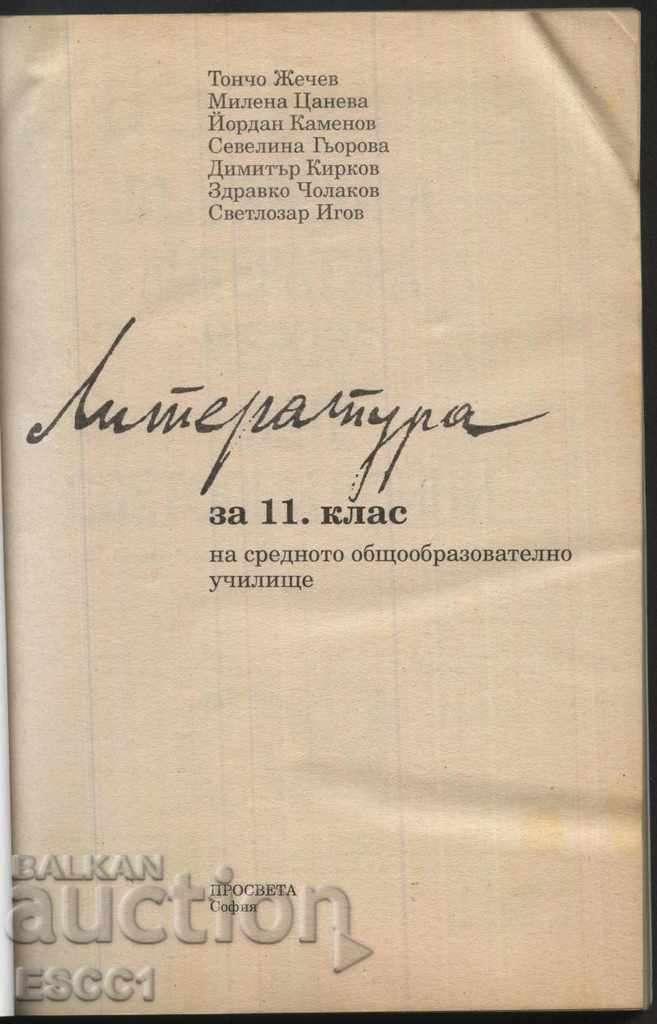 Тончо Жечев
Милена Цанева
Йордан Каменов
Севелина Гьорова
Димитър Кирков
Здравко Чолаков
Светлозар Игов
Литература
за 11. клас
на средното общообразователно
училище
ПРОСВЕТА
София
BALKAN
auction
ESCC1